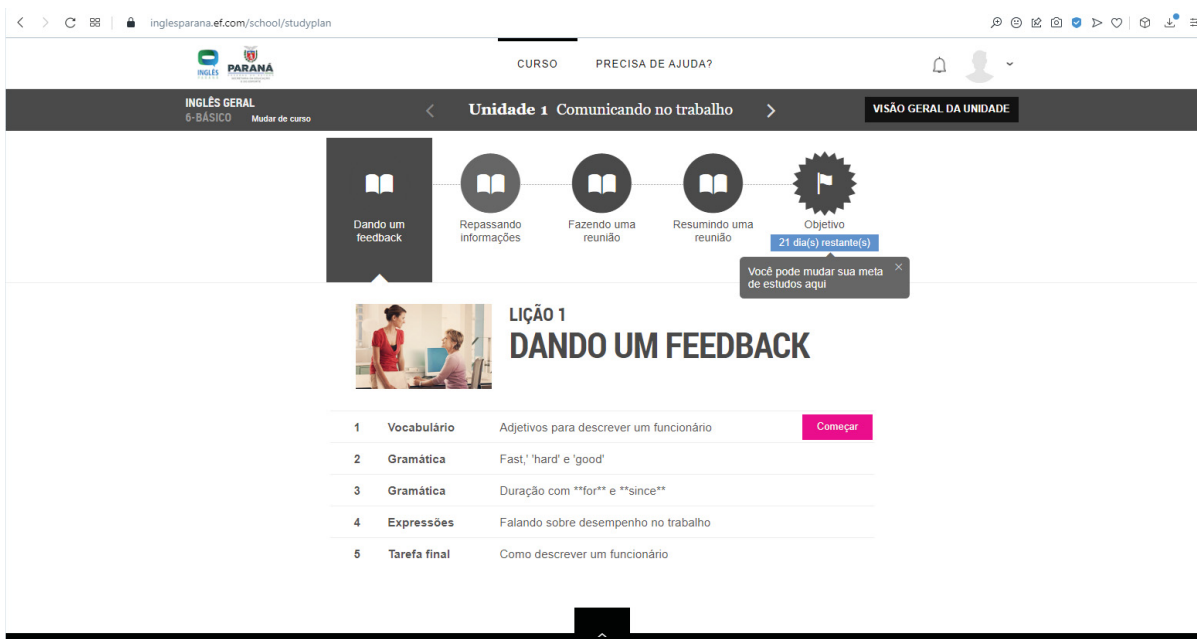 inglesparana.ef.com/school/studyplan
INGLÊS
PARANÁ
CURSO
PRECISA DE AJUDA?
INGLÊS GERAL
6-BÁSICO Mudar de curso
Unidade 1 Comunicando no trabalho
VISÃO GERAL DA UNIDADE
Dando um
feedback
Repassando
informações
Fazendo uma
reunião
Resumindo uma
reunião
Objetivo
21 dia(s) restante(s)
Você pode mudar sua meta
de estudos aqui
LIÇÃO 1
DANDO UM FEEDBACK
1 Vocabulário Adjetivos para descrever um funcionário Começar
2 Gramática Fast,' 'hard' e 'good'
3 Gramática Duração com **for** e **since**
4 Expressões Falando sobre desempenho no trabalho
5 Tarefa final Como descrever um funcionário